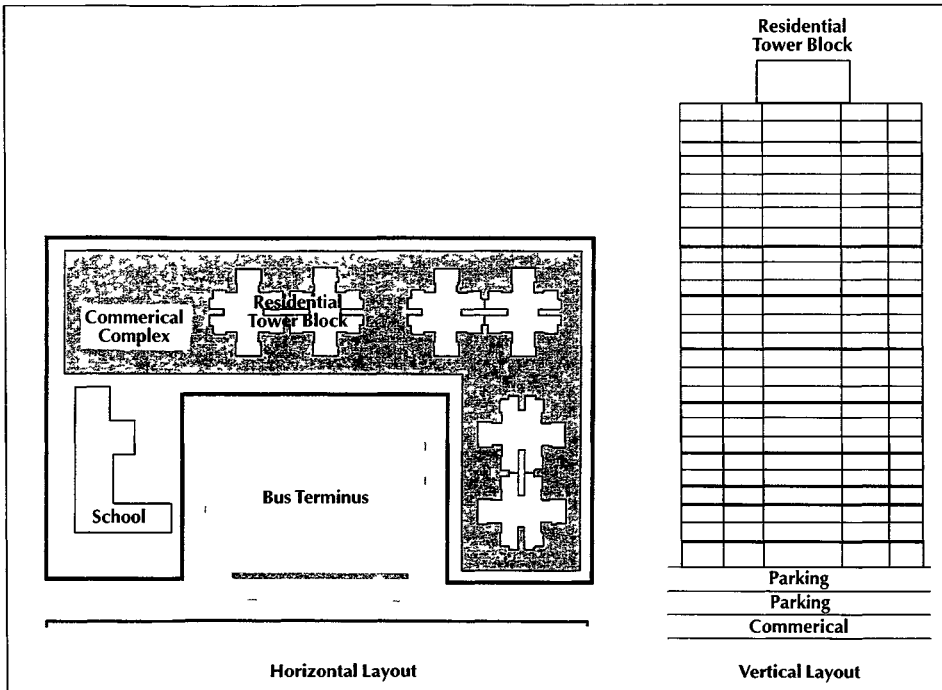 Residential
Tower Block
Commerical
Complex
Residential
Tower Block
School
Bus Terminus
Parking
Parking
Commerical
Horizontal Layout
Vertical Layout